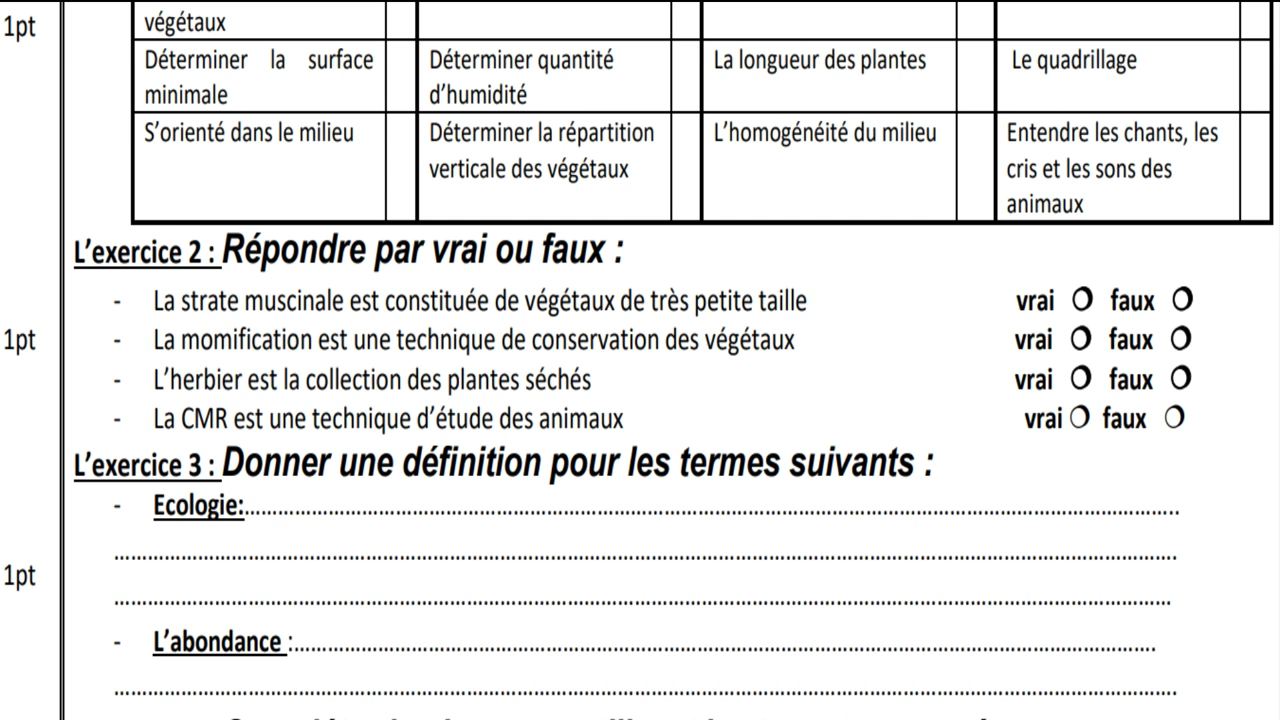 1pt
végétaux
Déterminer la surface minimale
Déterminer quantité d'humidité
La longueur des plantes
Le quadrillage
S'orienté dans le milieu
Déterminer la répartition verticale des végétaux
L'homogénéité du milieu
Entendre les chants, les cris et les sons des animaux
L'exercice 2 : Répondre par vrai ou faux :
- La strate muscinale est constituée de végétaux de très petite taille vrai O faux O
1pt - La momification est une technique de conservation des végétaux vrai O faux O
- L'herbier est la collection des plantes séchés vrai O faux O
- La CMR est une technique d'étude des animaux vrai O faux O
L'exercice 3 : Donner une définition pour les termes suivants :
- Ecologie:
1pt
- L'abondance :